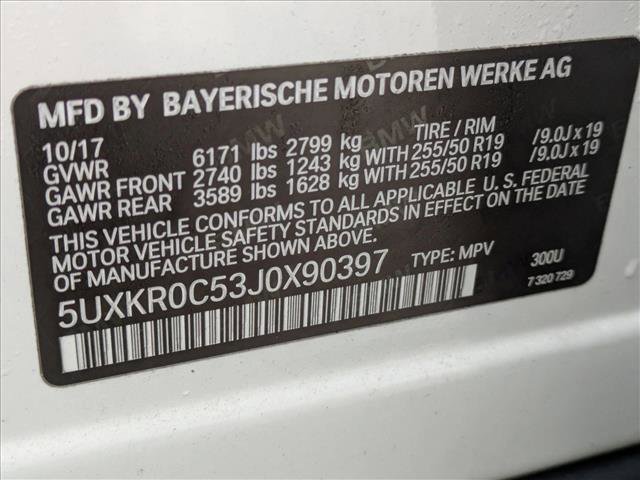 MFD BY BAYERISCHE MOTOREN WERKE AG
10/17 TIRE / RIM
GVWR 6171 lbs 2799 kg
GAWR FRONT 2740 lbs 1243 kg WITH 255/50 R19 /9.0J x 19
GAWR REAR 3589 lbs 1628 kg WITH 255/50 R19 /9.0J x 19
THIS VEHICLE CONFORMS TO ALL APPLICABLE U. S. FEDERAL
MOTOR VEHICLE SAFETY STANDARDS IN EFFECT ON THE DATE
OF MANUFACTURE SHOWN ABOVE.
5UXKR0C53J0X90397 TYPE: MPV 300U
7 320 729